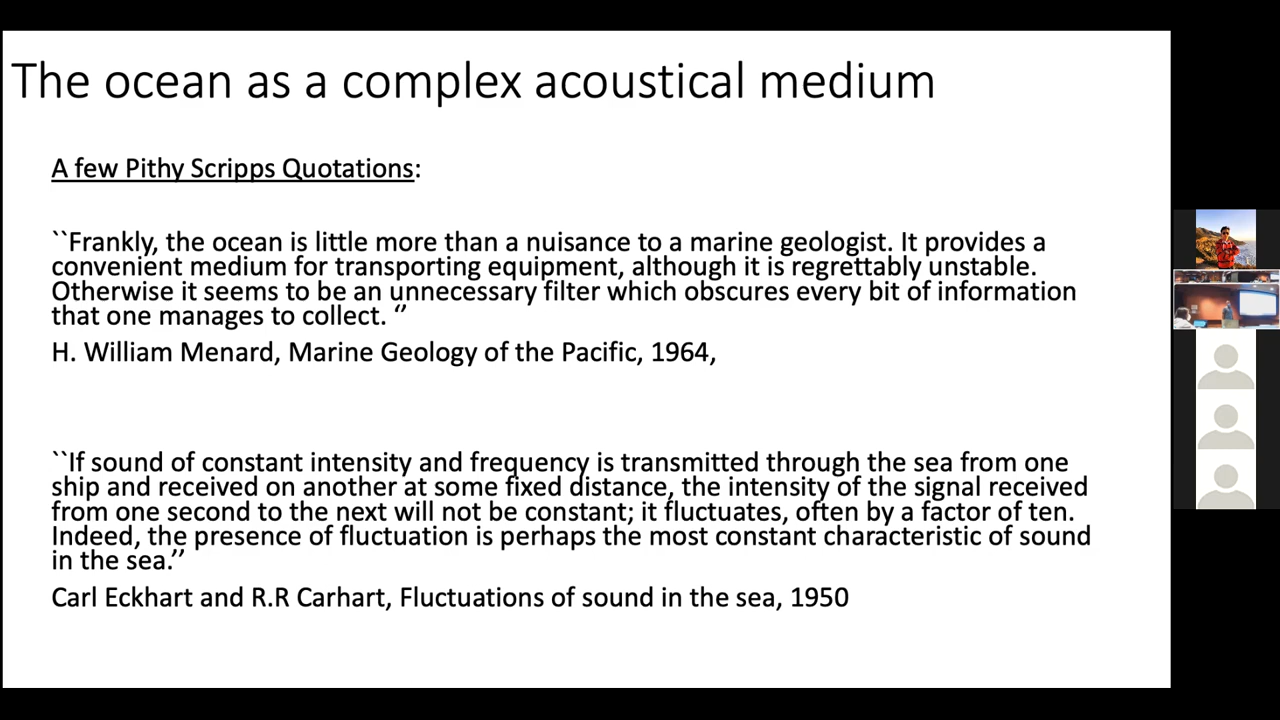 The ocean as a complex acoustical medium
A few Pithy Scripps Quotations:
``Frankly, the ocean is little more than a nuisance to a marine geologist. It provides a
convenient medium for transporting equipment, although it is regrettably unstable.
Otherwise it seems to be an unnecessary filter which obscures every bit of information
that one manages to collect. ‘’
H. William Menard, Marine Geology of the Pacific, 1964,
``If sound of constant intensity and frequency is transmitted through the sea from one
ship and received on another at some fixed distance, the intensity of the signal received
from one second to the next will not be constant; it fluctuates, often by a factor of ten.
Indeed, the presence of fluctuation is perhaps the most constant characteristic of sound
in the sea.’’
Carl Eckhart and R.R Carhart, Fluctuations of sound in the sea, 1950